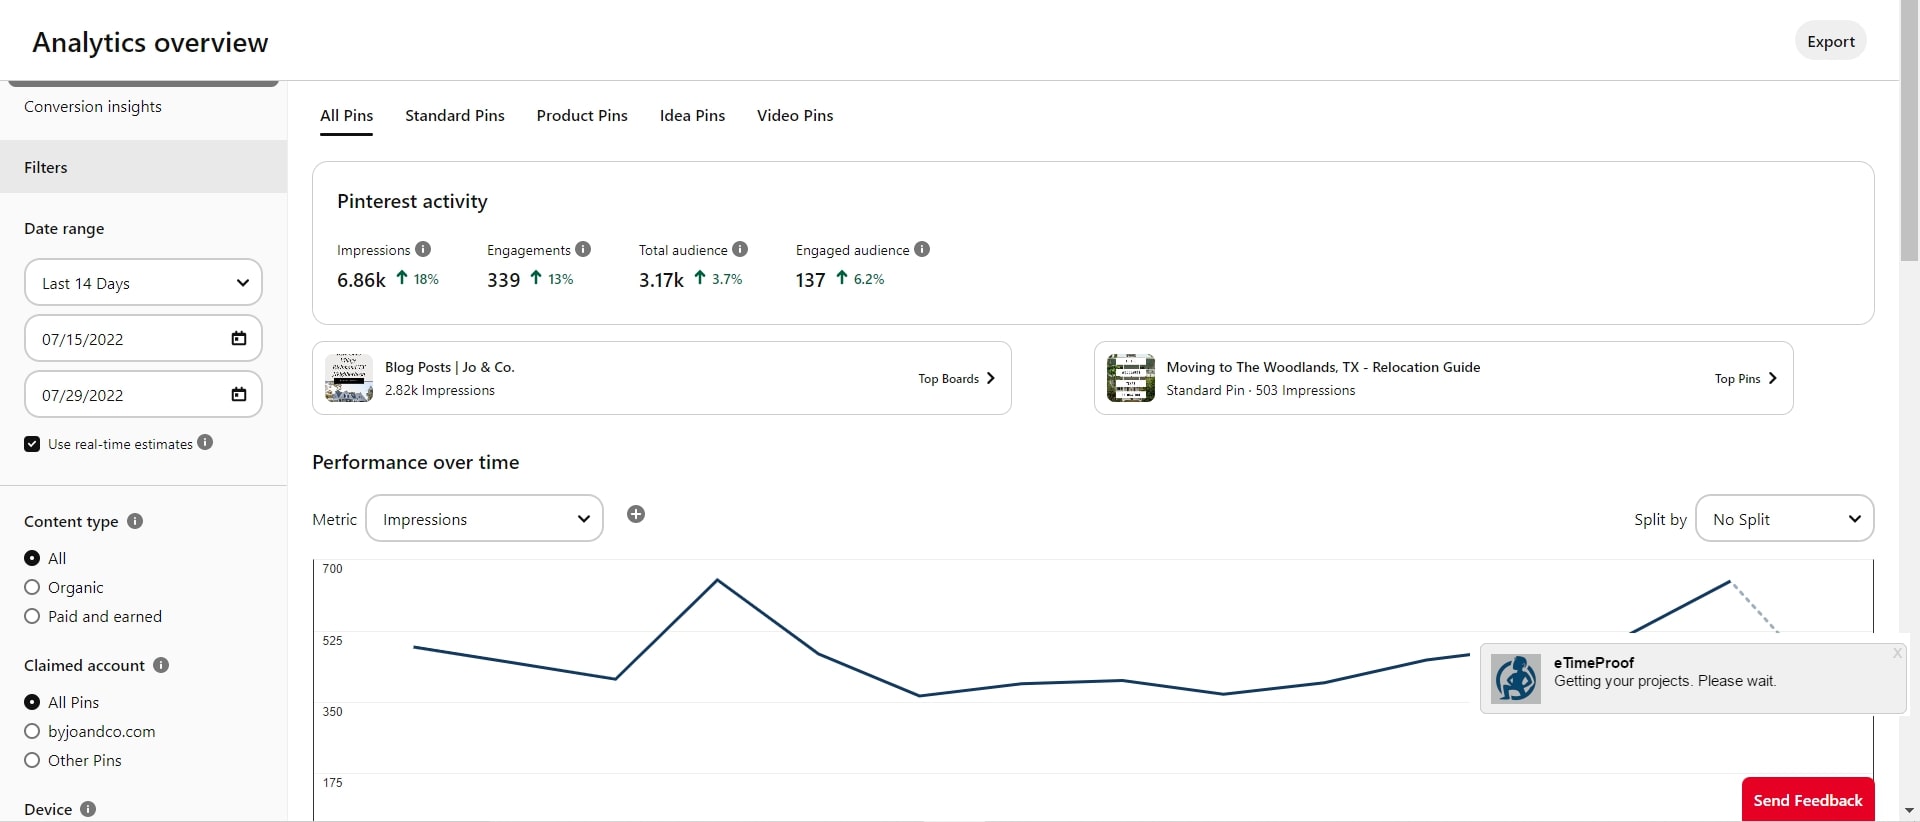 Analytics overview
Export
Conversion insights
Filters
Date range
Last 14 Days
07/15/2022
07/29/2022
Use real-time estimates
Content type
All
Organic
Paid and earned
Claimed account
All Pins
byjoandco.com
Other Pins
Device
All Pins Standard Pins Product Pins Idea Pins Video Pins
Pinterest activity
Impressions Engagements Total audience Engaged audience
6.86k 18% 339 13% 3.17k 3.7% 137 6.2%
Blog Posts | Jo & Co.
2.82k Impressions
Top Boards
Moving to The Woodlands, TX - Relocation Guide
Standard Pin · 503 Impressions
Top Pins
Performance over time
Metric Impressions
Split by No Split
700
525
350
175
eTimeProof
Getting your projects. Please wait.
X
Send Feedback